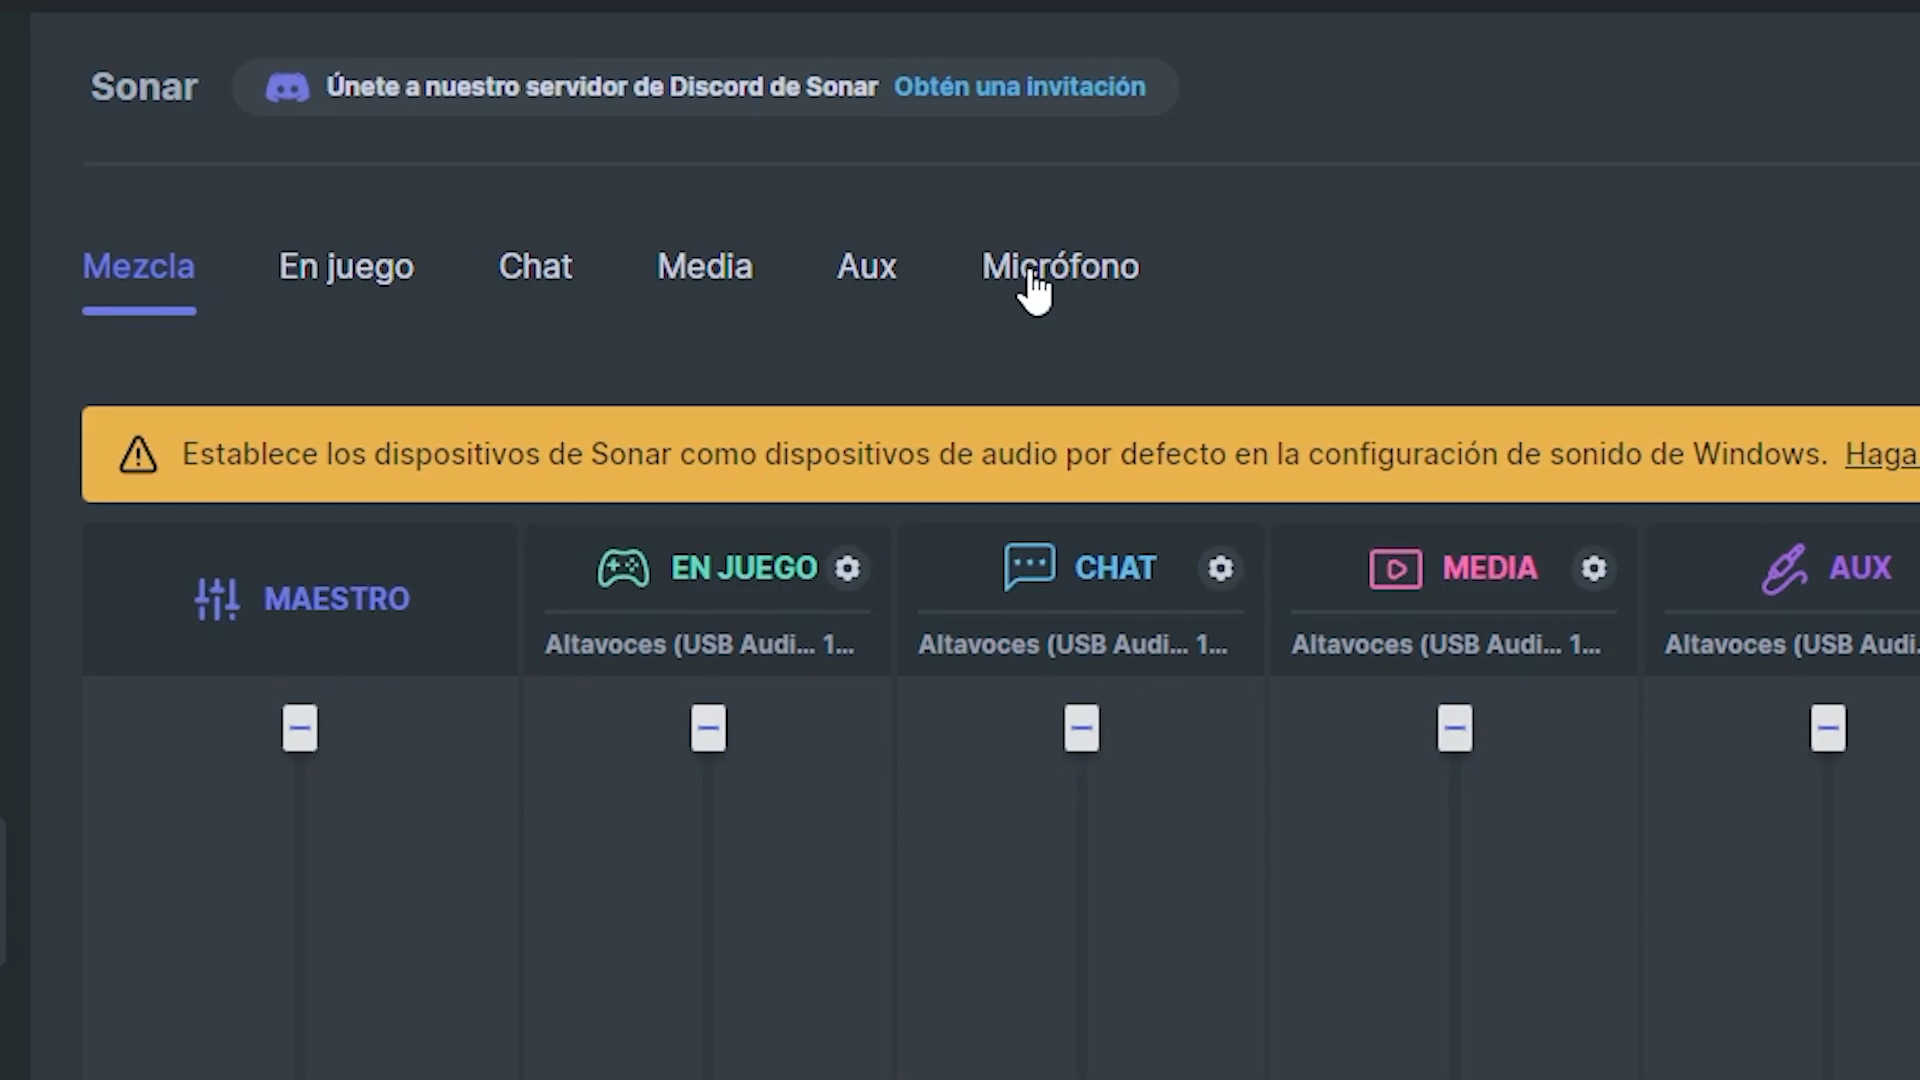 Sonar
Únete a nuestro servidor de Discord de Sonar Obtén una invitación
Mezcla En juego Chat Media Aux Micrófono
Establece los dispositivos de Sonar como dispositivos de audio por defecto en la configuración de sonido de Windows. Haga
MAESTRO
EN JUEGO
Altavoces (USB Audi... 1...
CHAT
Altavoces (USB Audi... 1...
MEDIA
Altavoces (USB Audi... 1...
AUX
Altavoces (USB Audi.